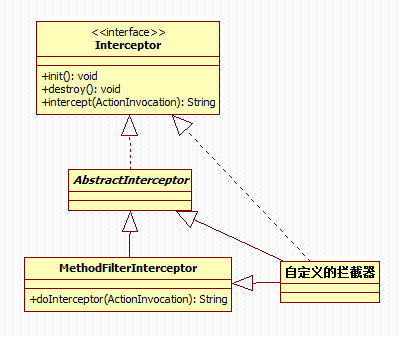 <<interface>>
Interceptor
+init(): void
+destroy(): void
+intercept(ActionInvocation): String
AbstractInterceptor
MethodFilterInterceptor
+doInterceptor(ActionInvocation): String
自定义的拦截器